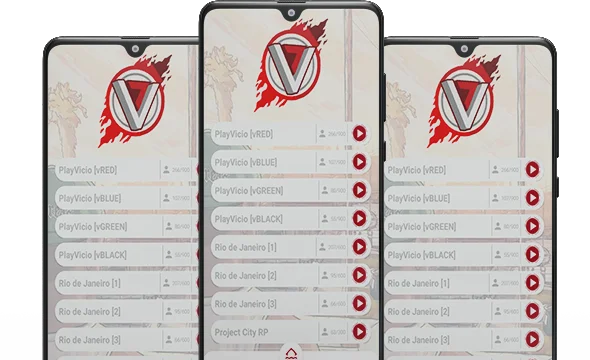 V
PlayVicio [vRED]
PlayVicio [vBLUE]
PlayVicio [vGREEN]
PlayVicio [vBLACK]
Rio de Janeiro [1]
Rio de Janeiro [2]
Rio de Janeiro [3]
V
PlayVicio [vRED]
PlayVicio [vBLUE]
PlayVicio [vGREEN]
PlayVicio [vBLACK]
Rio de Janeiro [1]
Rio de Janeiro [2]
Rio de Janeiro [3]
Project City RP
V
PlayVicio [vRED]
PlayVicio [vBLUE]
PlayVicio [vGREEN]
PlayVicio [vBLACK]
Rio de Janeiro [1]
Rio de Janeiro [2]
Rio de Janeiro [3]